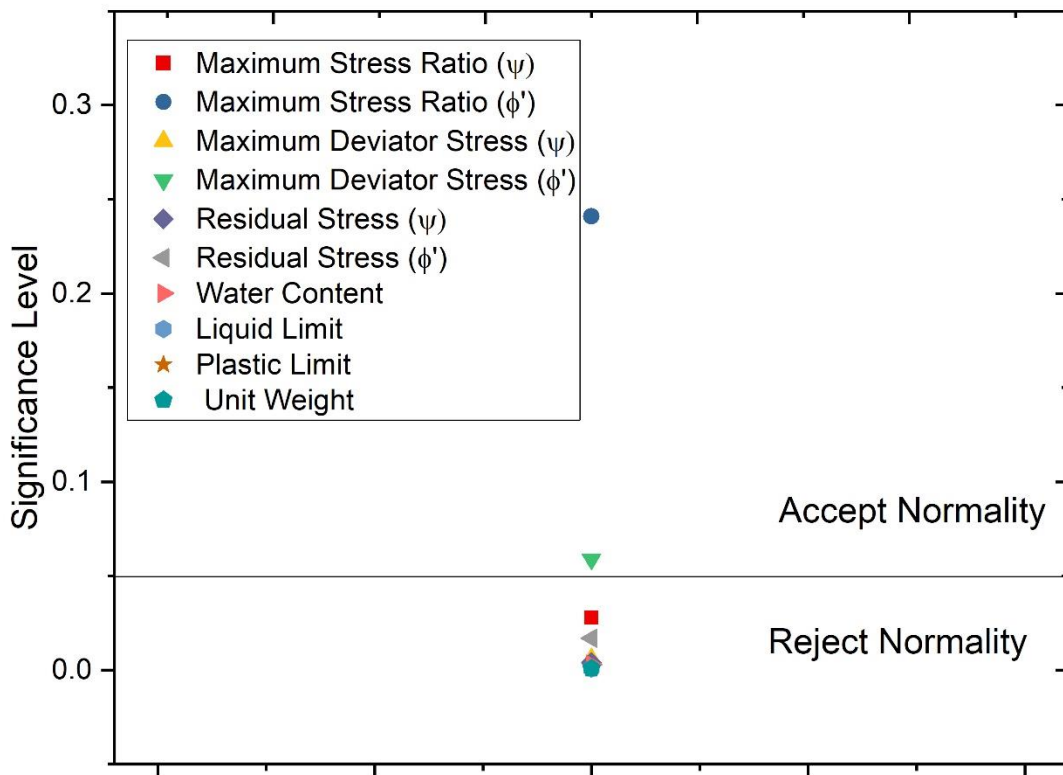 Maximum Stress Ratio (ψ)
Maximum Stress Ratio (ϕ')
Maximum Deviator Stress (ψ)
Maximum Deviator Stress (ϕ')
Residual Stress (ψ)
Residual Stress (ϕ')
Water Content
Liquid Limit
Plastic Limit
Unit Weight
0.3
0.2
0.1
0.0
Significance Level
Accept Normality
Reject Normality